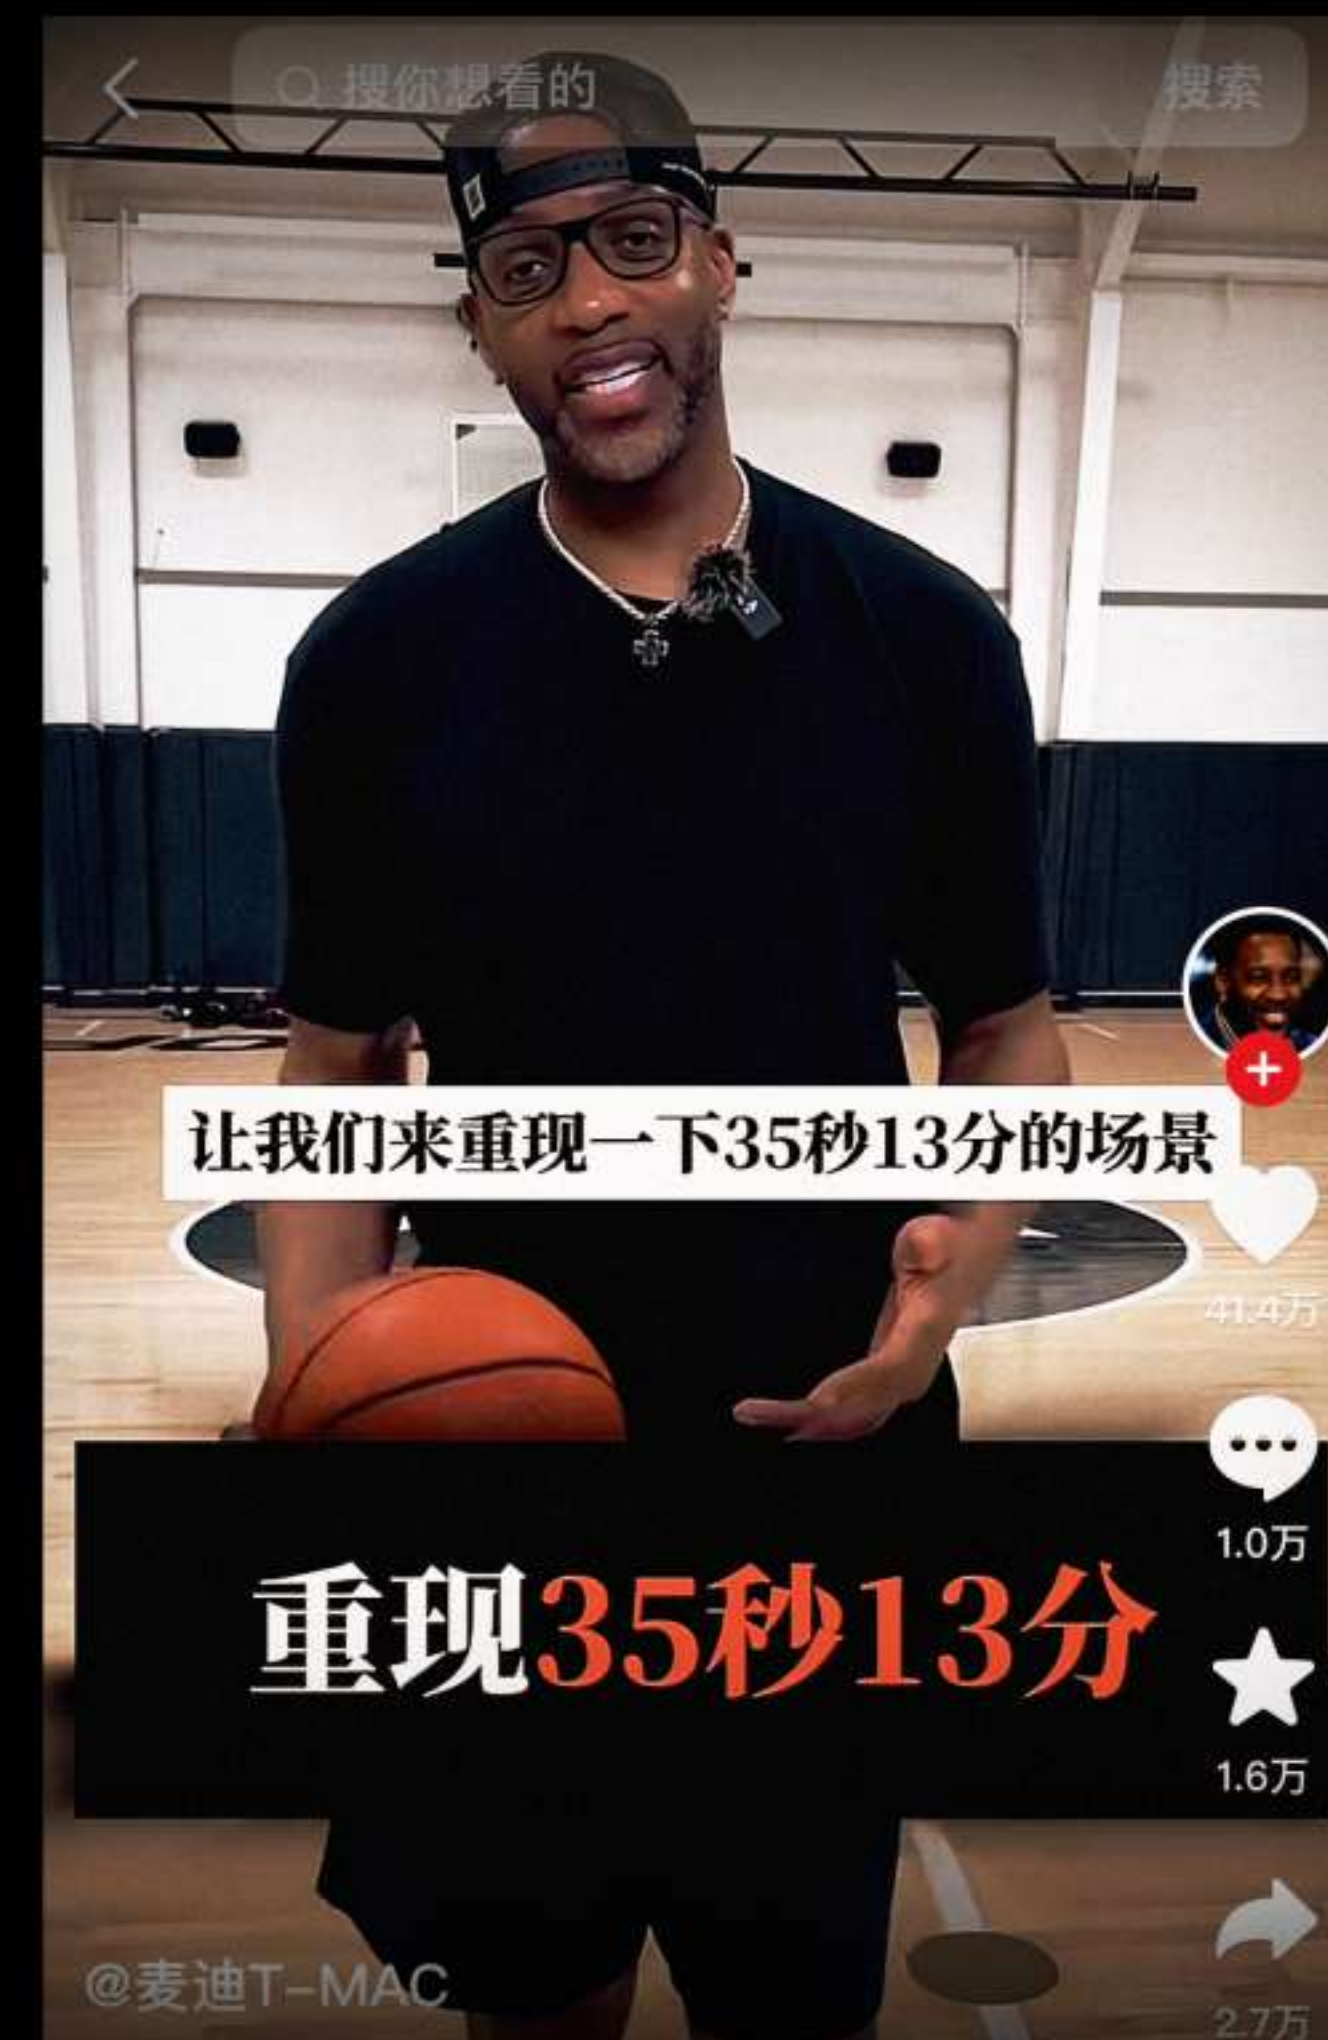 搜你想看的 搜索
让我们来重现一下35秒13分的场景
41.4万
1.0万
重现35秒13分
1.6万
@麦迪T-MAC
2.7万